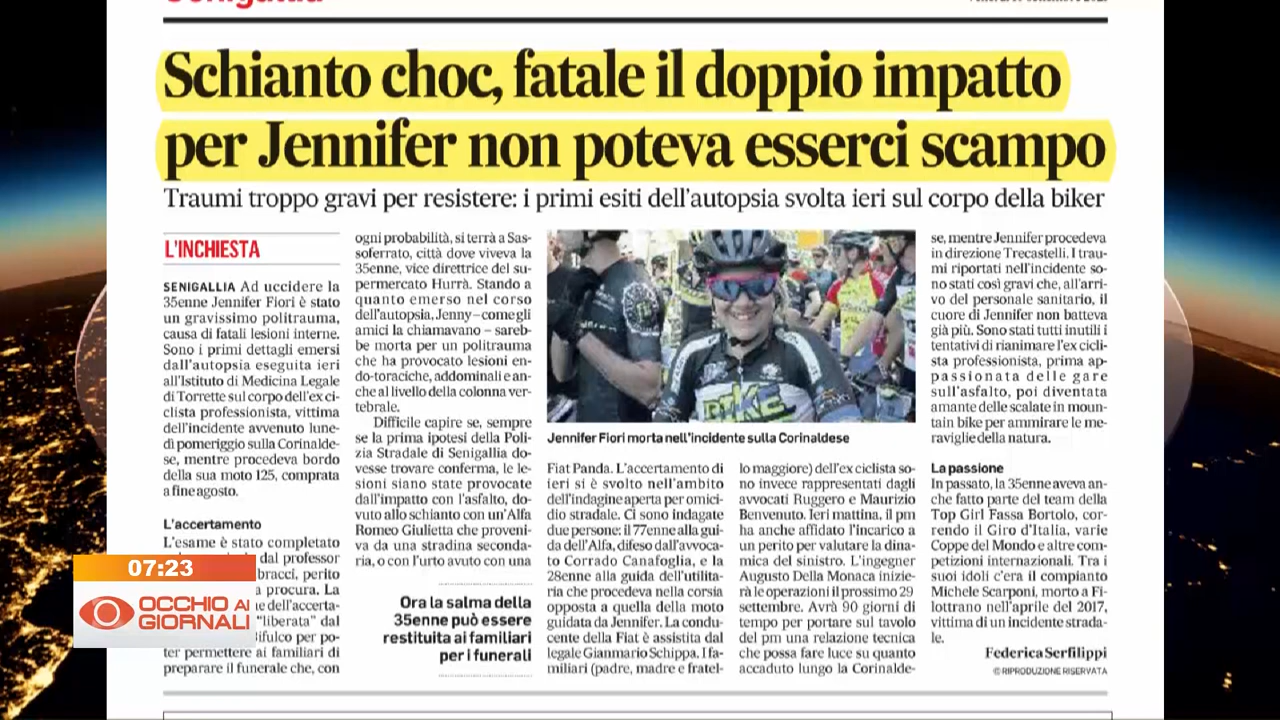 Schianto choc, fatale il doppio impatto
per Jennifer non poteva esserci scampo
Traumi troppo gravi per resistere: i primi esiti dell'autopsia svolta ieri sul corpo della biker
L'INCHIESTA
SENIGALLIA Ad uccidere la
35enne Jennifer Fiori è stato
un gravissimo politrauma,
causa di fatali lesioni interne.
Sono i primi dettagli emersi
dall'autopsia eseguita ieri
all'Istituto di Medicina Legale
di Torrette sul corpo dell'ex ci-
clista professionista, vittima
dell'incidente avvenuto lune-
dì pomeriggio sulla Corinalde-
se, mentre procedeva bordo
della sua moto 125, comprata
a fine agosto.
L'accertamento
L'esame è stato completato
dal professor
bracci, perito
a procura. La
ne dell'accerta-
"liberata" dal
Bifulco per po-
ter permettere ai familiari di
preparare il funerale che, con
ogni probabilità, si terrà a Sas-
soferrato, città dove viveva la
35enne, vice direttrice del su-
permercato Hurrà. Stando a
quanto emerso nel corso
dell'autopsia, Jenny – come gli
amici la chiamavano – sareb-
be morta per un politrauma
che ha provocato lesioni en-
do-toraciche, addominali e an-
che al livello della colonna ver-
tebrale.
Difficile capire se, sempre
se la prima ipotesi della Poli-
zia Stradale di Senigallia do-
vesse trovare conferma, le le-
sioni siano state provocate
dall'impatto con l'asfalto, do-
vuto allo schianto con un'Alfa
Romeo Giulietta che proveni-
va da una stradina seconda-
ria, o con l'urto avuto con una
Ora la salma della
35enne può essere
restituita ai familiari
per i funerali
Jennifer Fiori morta nell'incidente sulla Corinaldese
Fiat Panda. L'accertamento di
ieri si è svolto nell'ambito
dell'indagine aperta per omici-
dio stradale. Ci sono indagate
due persone: il 77enne alla gui-
da dell'Alfa, difeso dall'avvoca-
to Corrado Canafoglia, e la
28enne alla guida dell'utilita-
ria che procedeva nella corsia
opposta a quella della moto
guidata da Jennifer. La condu-
cente della Fiat è assistita dal
legale Gianmario Schippa. I fa-
miliari (padre, madre e fratel-
lo maggiore) dell'ex ciclista so-
no invece rappresentati dagli
avvocati Ruggero e Maurizio
Benvenuto. Ieri mattina, il pm
ha anche affidato l'incarico a
un perito per valutare la dina-
mica del sinistro. L'ingegner
Augusto Della Monaca inizie-
rà le operazioni il prossimo 29
settembre. Avrà 90 giorni di
tempo per portare sul tavolo
del pm una relazione tecnica
che possa fare luce su quanto
accaduto lungo la Corinalde-
se, mentre Jennifer procedeva
in direzione Trecastelli. I trau-
mi riportati nell'incidente so-
no stati così gravi che, all'arri-
vo del personale sanitario, il
cuore di Jennifer non batteva
già più. Sono stati tutti inutili i
tentativi di rianimare l'ex cicli-
sta professionista, prima ap-
passionata delle gare
sull'asfalto, poi diventata
amante delle scalate in moun-
tain bike per ammirare le me-
raviglie della natura.
La passione
In passato, la 35enne aveva an-
che fatto parte del team della
Top Girl Fassa Bortolo, cor-
rendo il Giro d'Italia, varie
Coppe del Mondo e altre com-
petizioni internazionali. Tra i
suoi idoli c'era il compianto
Michele Scarponi, morto a Fi-
lottrano nell'aprile del 2017,
vittima di un incidente strada-
le.
Federica Serfilippi
© RIPRODUZIONE RISERVATA
07:23
OCCHIO AI
GIORNALI